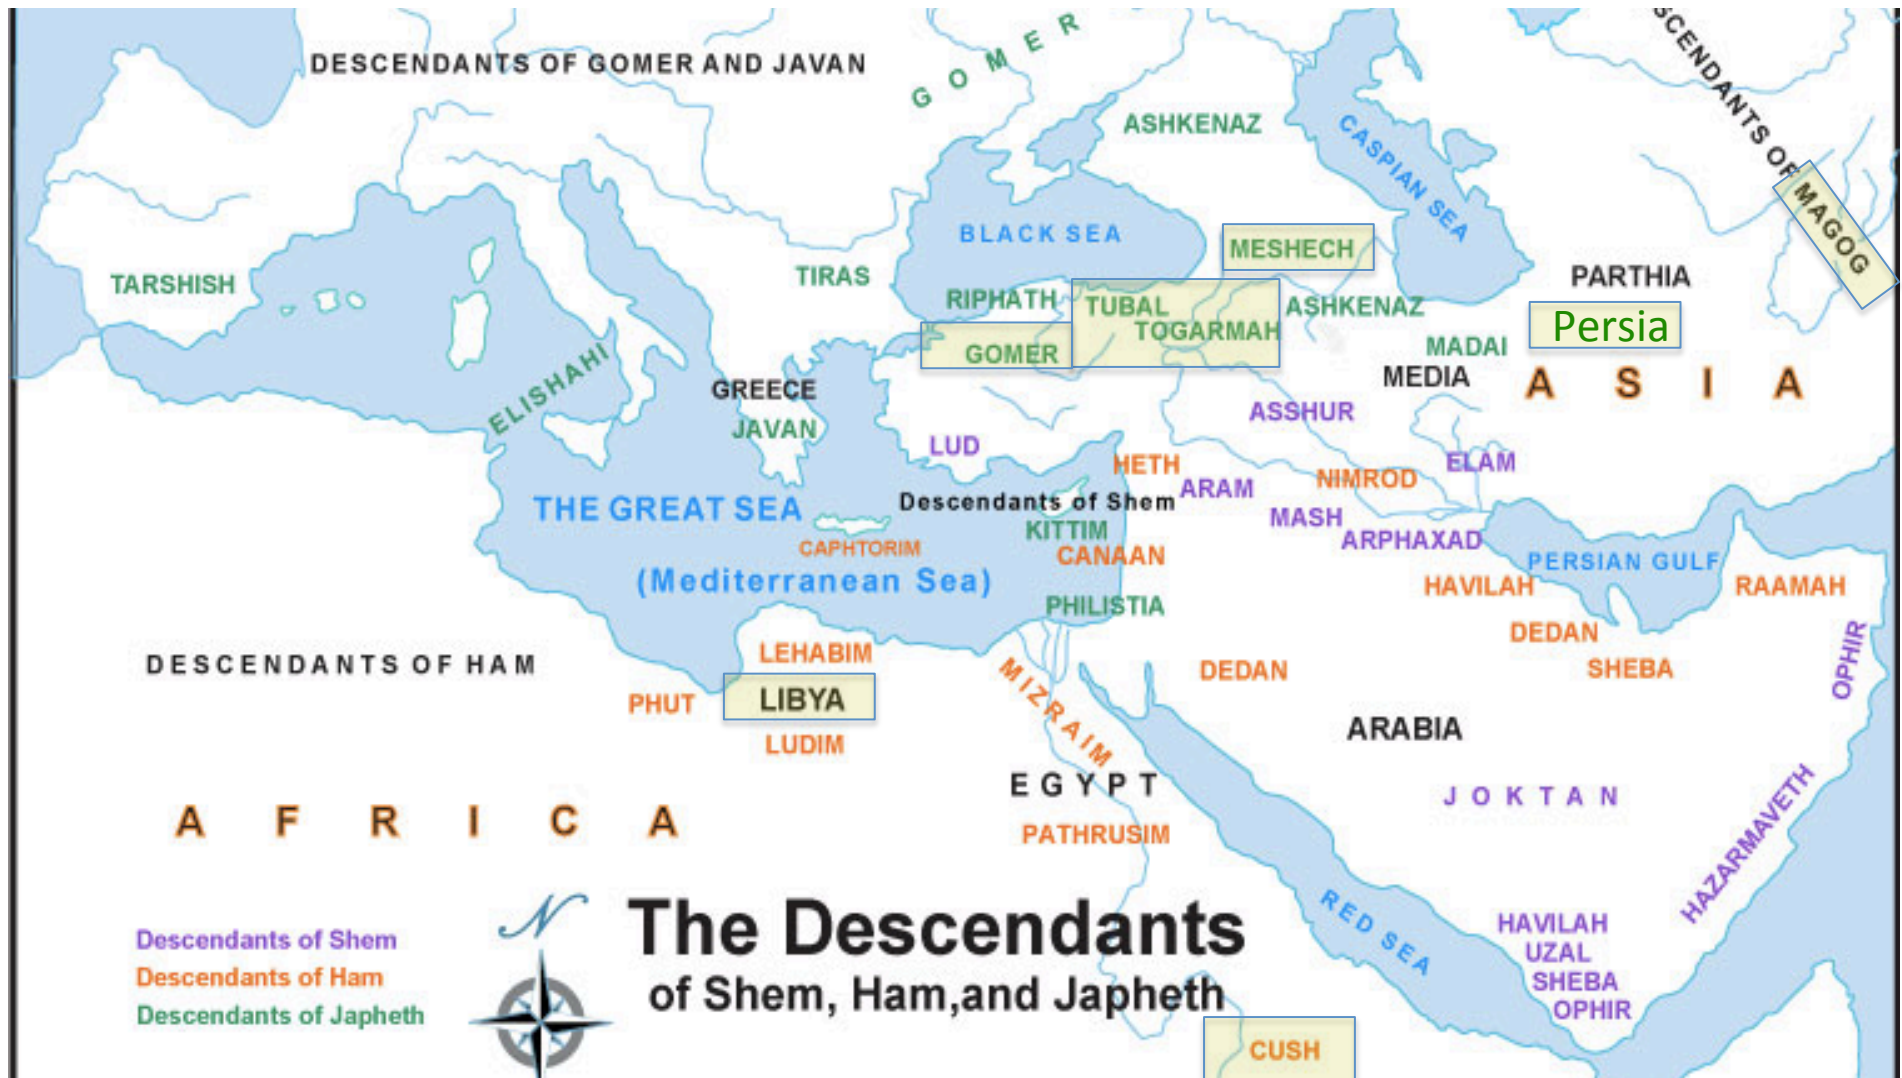 DESCENDANTS OF GOMER AND JAVAN
GOMER
DESCENDANTS OF MAGOG
ASHKENAZ
CASPIAN SEA
BLACK SEA
MESHECH
TARSHISH
TIRAS
PARTHIA
RIPHATH
TUBAL
ASHKENAZ
Persia
TOGARMAH
GOMER
MADAI
MEDIA
ASIA
ELISHAHI
GREECE
JAVAN
ASSHUR
LUD
HETH
ELAM
NIMROD
ARAM
Descendants of Shem
THE GREAT SEA
MASH
KITTIM
ARPHAXAD
CAPHTORIM
CANAAN
PERSIAN GULF
(Mediterranean Sea)
HAVILAH
RAAMAH
PHILISTIA
DEDAN
OPHIR
LEHABIM
DESCENDANTS OF HAM
SHEBA
DEDAN
MIZRAIM
PHUT
LIBYA
ARABIA
LUDIM
EGYPT
JOKTAN
HAZARMAVETH
AFRICA
PATHRUSIM
The Descendants
of Shem, Ham,and Japheth
N
RED SEA
HAVILAH
UZAL
SHEBA
OPHIR
Descendants of Shem
Descendants of Ham
Descendants of Japheth
CUSH